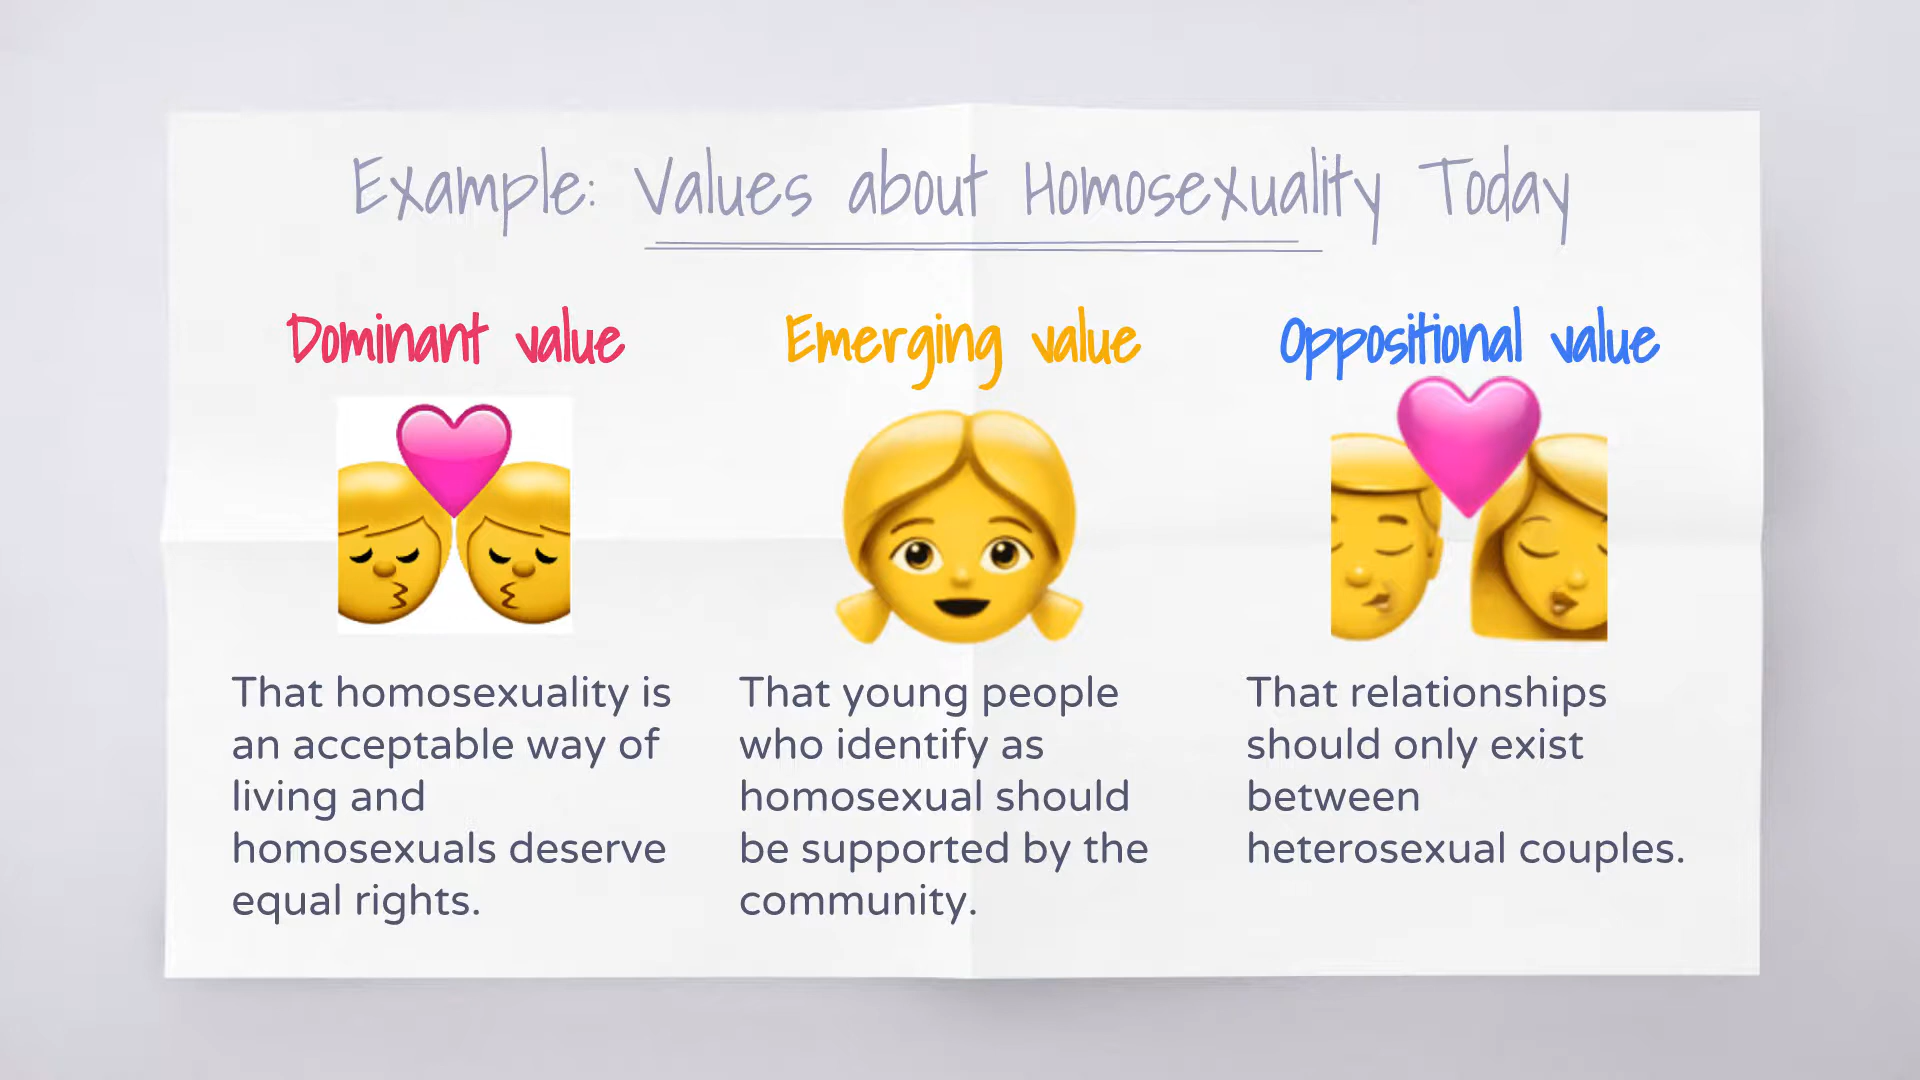 Example: Values about Homosexuality Today
Dominant value
That homosexuality is
an acceptable way of
living and
homosexuals deserve
equal rights.
Emerging value
That young people
who identify as
homosexual should
be supported by the
community.
Oppositional value
That relationships
should only exist
between
heterosexual couples.